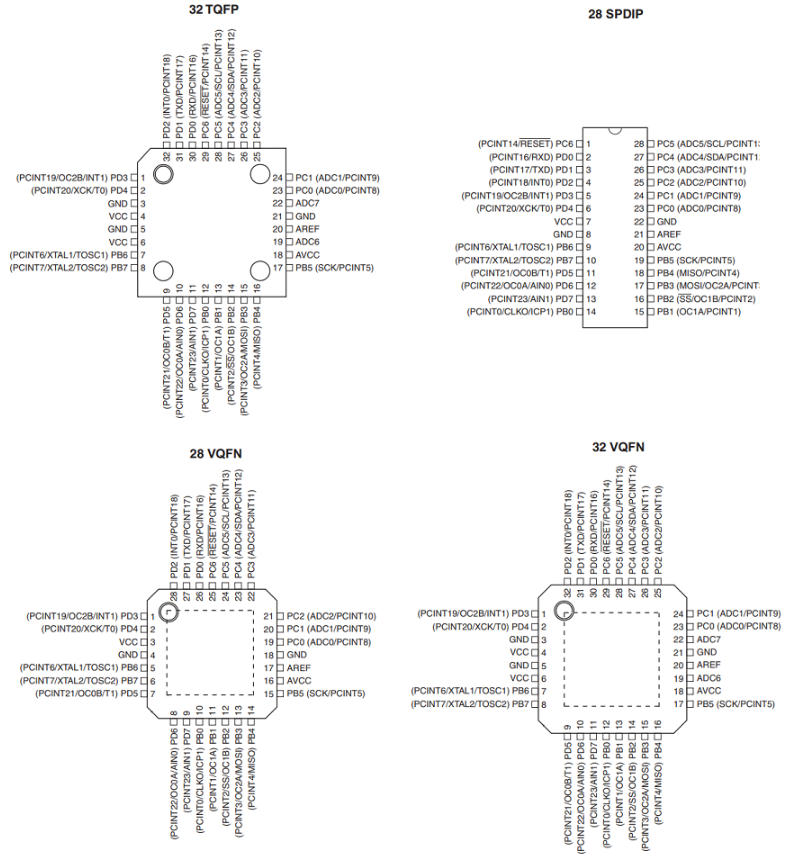 32 TQFP
PD2 (INT0/PCINT18)
PD1 (TXD/PCINT17)
PD0 (RXD/PCINT16)
PC6 (RESET/PCINT14)
PC5 (ADC5/SCL/PCINT13)
PC4 (ADC4/SDA/PCINT12)
PC3 (ADC3/PCINT11)
PC2 (ADC2/PCINT10)
32 31 30 29 28 27 26 25
(PCINT19/OC2B/INT1) PD3 1
(PCINT20/XCK/T0) PD4 2
GND 3
VCC 4
GND 5
VCC 6
(PCINT6/XTAL1/TOSC1) PB6 7
(PCINT7/XTAL2/TOSC2) PB7 8
24 PC1 (ADC1/PCINT9)
23 PC0 (ADC0/PCINT8)
22 ADC7
21 GND
20 AREF
19 ADC6
18 AVCC
17 PB5 (SCK/PCINT5)
9 10 11 12 13 14 15 16
(PCINT21/OC0B/T1) PD5
(PCINT22/OC0A/AIN0) PD6
(PCINT23/AIN1) PD7
(PCINT0/CLKO/ICP1) PB0
(PCINT1/OC1A) PB1
(PCINT2/SS/OC1B) PB2
(PCINT3/OC2A/MOSI) PB3
(PCINT4/MISO) PB4
28 SPDIP
(PCINT14/RESET) PC6 1
(PCINT16/RXD) PD0 2
(PCINT17/TXD) PD1 3
(PCINT18/INT0) PD2 4
(PCINT19/OC2B/INT1) PD3 5
(PCINT20/XCK/T0) PD4 6
VCC 7
GND 8
(PCINT6/XTAL1/TOSC1) PB6 9
(PCINT7/XTAL2/TOSC2) PB7 10
(PCINT21/OC0B/T1) PD5 11
(PCINT22/OC0A/AIN0) PD6 12
(PCINT23/AIN1) PD7 13
(PCINT0/CLKO/ICP1) PB0 14
28 PC5 (ADC5/SCL/PCINT1
27 PC4 (ADC4/SDA/PCINT1
26 PC3 (ADC3/PCINT11)
25 PC2 (ADC2/PCINT10)
24 PC1 (ADC1/PCINT9)
23 PC0 (ADC0/PCINT8)
22 GND
21 AREF
20 AVCC
19 PB5 (SCK/PCINT5)
18 PB4 (MISO/PCINT4)
17 PB3 (MOSI/OC2A/PCINT
16 PB2 (SS/OC1B/PCINT2)
15 PB1 (OC1A/PCINT1)
28 VQFN
PD2 (INT0/PCINT18)
PD1 (TXD/PCINT17)
PD0 (RXD/PCINT16)
PC6 (RESET/PCINT14)
PC5 (ADC5/SCL/PCINT13)
PC4 (ADC4/SDA/PCINT12)
PC3 (ADC3/PCINT11)
28 27 26 25 24 23 22
(PCINT19/OC2B/INT1) PD3 1
(PCINT20/XCK/T0) PD4 2
VCC 3
GND 4
(PCINT6/XTAL1/TOSC1) PB6 5
(PCINT7/XTAL2/TOSC2) PB7 6
(PCINT21/OC0B/T1) PD5 7
21 PC2 (ADC2/PCINT10)
20 PC1 (ADC1/PCINT9)
19 PC0 (ADC0/PCINT8)
18 GND
17 AREF
16 AVCC
15 PB5 (SCK/PCINT5)
8 9 10 11 12 13 14
(PCINT22/OC0A/AIN0) PD6
(PCINT23/AIN1) PD7
(PCINT0/CLKO/ICP1) PB0
(PCINT1/OC1A) PB1
(PCINT2/SS/OC1B) PB2
(PCINT3/OC2A/MOSI) PB3
(PCINT4/MISO) PB4
32 VQFN
PD2 (INT0/PCINT18)
PD1 (TXD/PCINT17)
PD0 (RXD/PCINT16)
PC6 (RESET/PCINT14)
PC5 (ADC5/SCL/PCINT13)
PC4 (ADC4/SDA/PCINT12)
PC3 (ADC3/PCINT11)
PC2 (ADC2/PCINT10)
32 31 30 29 28 27 26 25
(PCINT19/OC2B/INT1) PD3 1
(PCINT20/XCK/T0) PD4 2
GND 3
VCC 4
GND 5
VCC 6
(PCINT6/XTAL1/TOSC1) PB6 7
(PCINT7/XTAL2/TOSC2) PB7 8
24 PC1 (ADC1/PCINT9)
23 PC0 (ADC0/PCINT8)
22 ADC7
21 GND
20 AREF
19 ADC6
18 AVCC
17 PB5 (SCK/PCINT5)
9 10 11 12 13 14 15 16
(PCINT21/OC0B/T1) PD5
(PCINT22/OC0A/AIN0) PD6
(PCINT23/AIN1) PD7
(PCINT0/CLKO/ICP1) PB0
(PCINT1/OC1A) PB1
(PCINT2/SS/OC1B) PB2
(PCINT3/OC2A/MOSI) PB3
(PCINT4/MISO) PB4